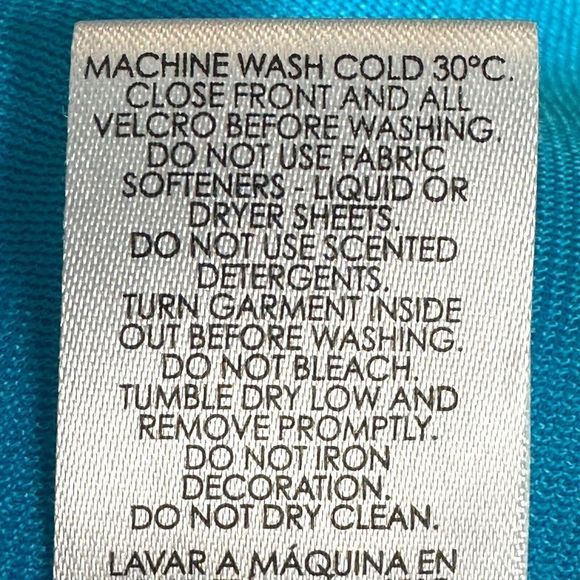 MACHINE WASH COLD 30°C.
CLOSE FRONT AND ALL
VELCRO BEFORE WASHING.
DO NOT USE FABRIC
SOFTENERS - LIQUID OR
DRYER SHEETS.
DO NOT USE SCENTED
DETERGENTS.
TURN GARMENT INSIDE
OUT BEFORE WASHING.
DO NOT BLEACH.
TUMBLE DRY LOW AND
REMOVE PROMPTLY.
DO NOT IRON
DECORATION.
DO NOT DRY CLEAN.
LAVAR A MÁQUINA EN